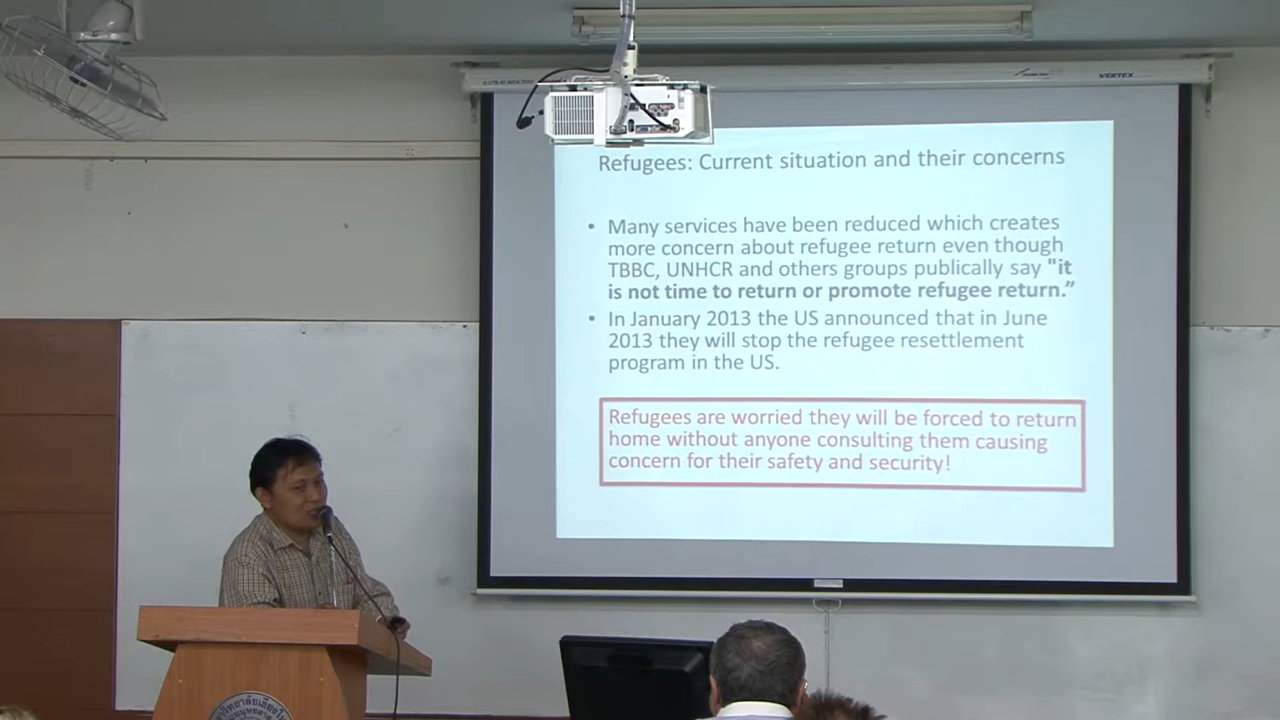 VERTEX
Refugees: Current situation and their concerns
• Many services have been reduced which creates
more concern about refugee return even though
TBBC, UNHCR and others groups publically say "it
is not time to return or promote refugee return.”
• In January 2013 the US announced that in June
2013 they will stop the refugee resettlement
program in the US.
Refugees are worried they will be forced to return
home without anyone consulting them causing
concern for their safety and security!